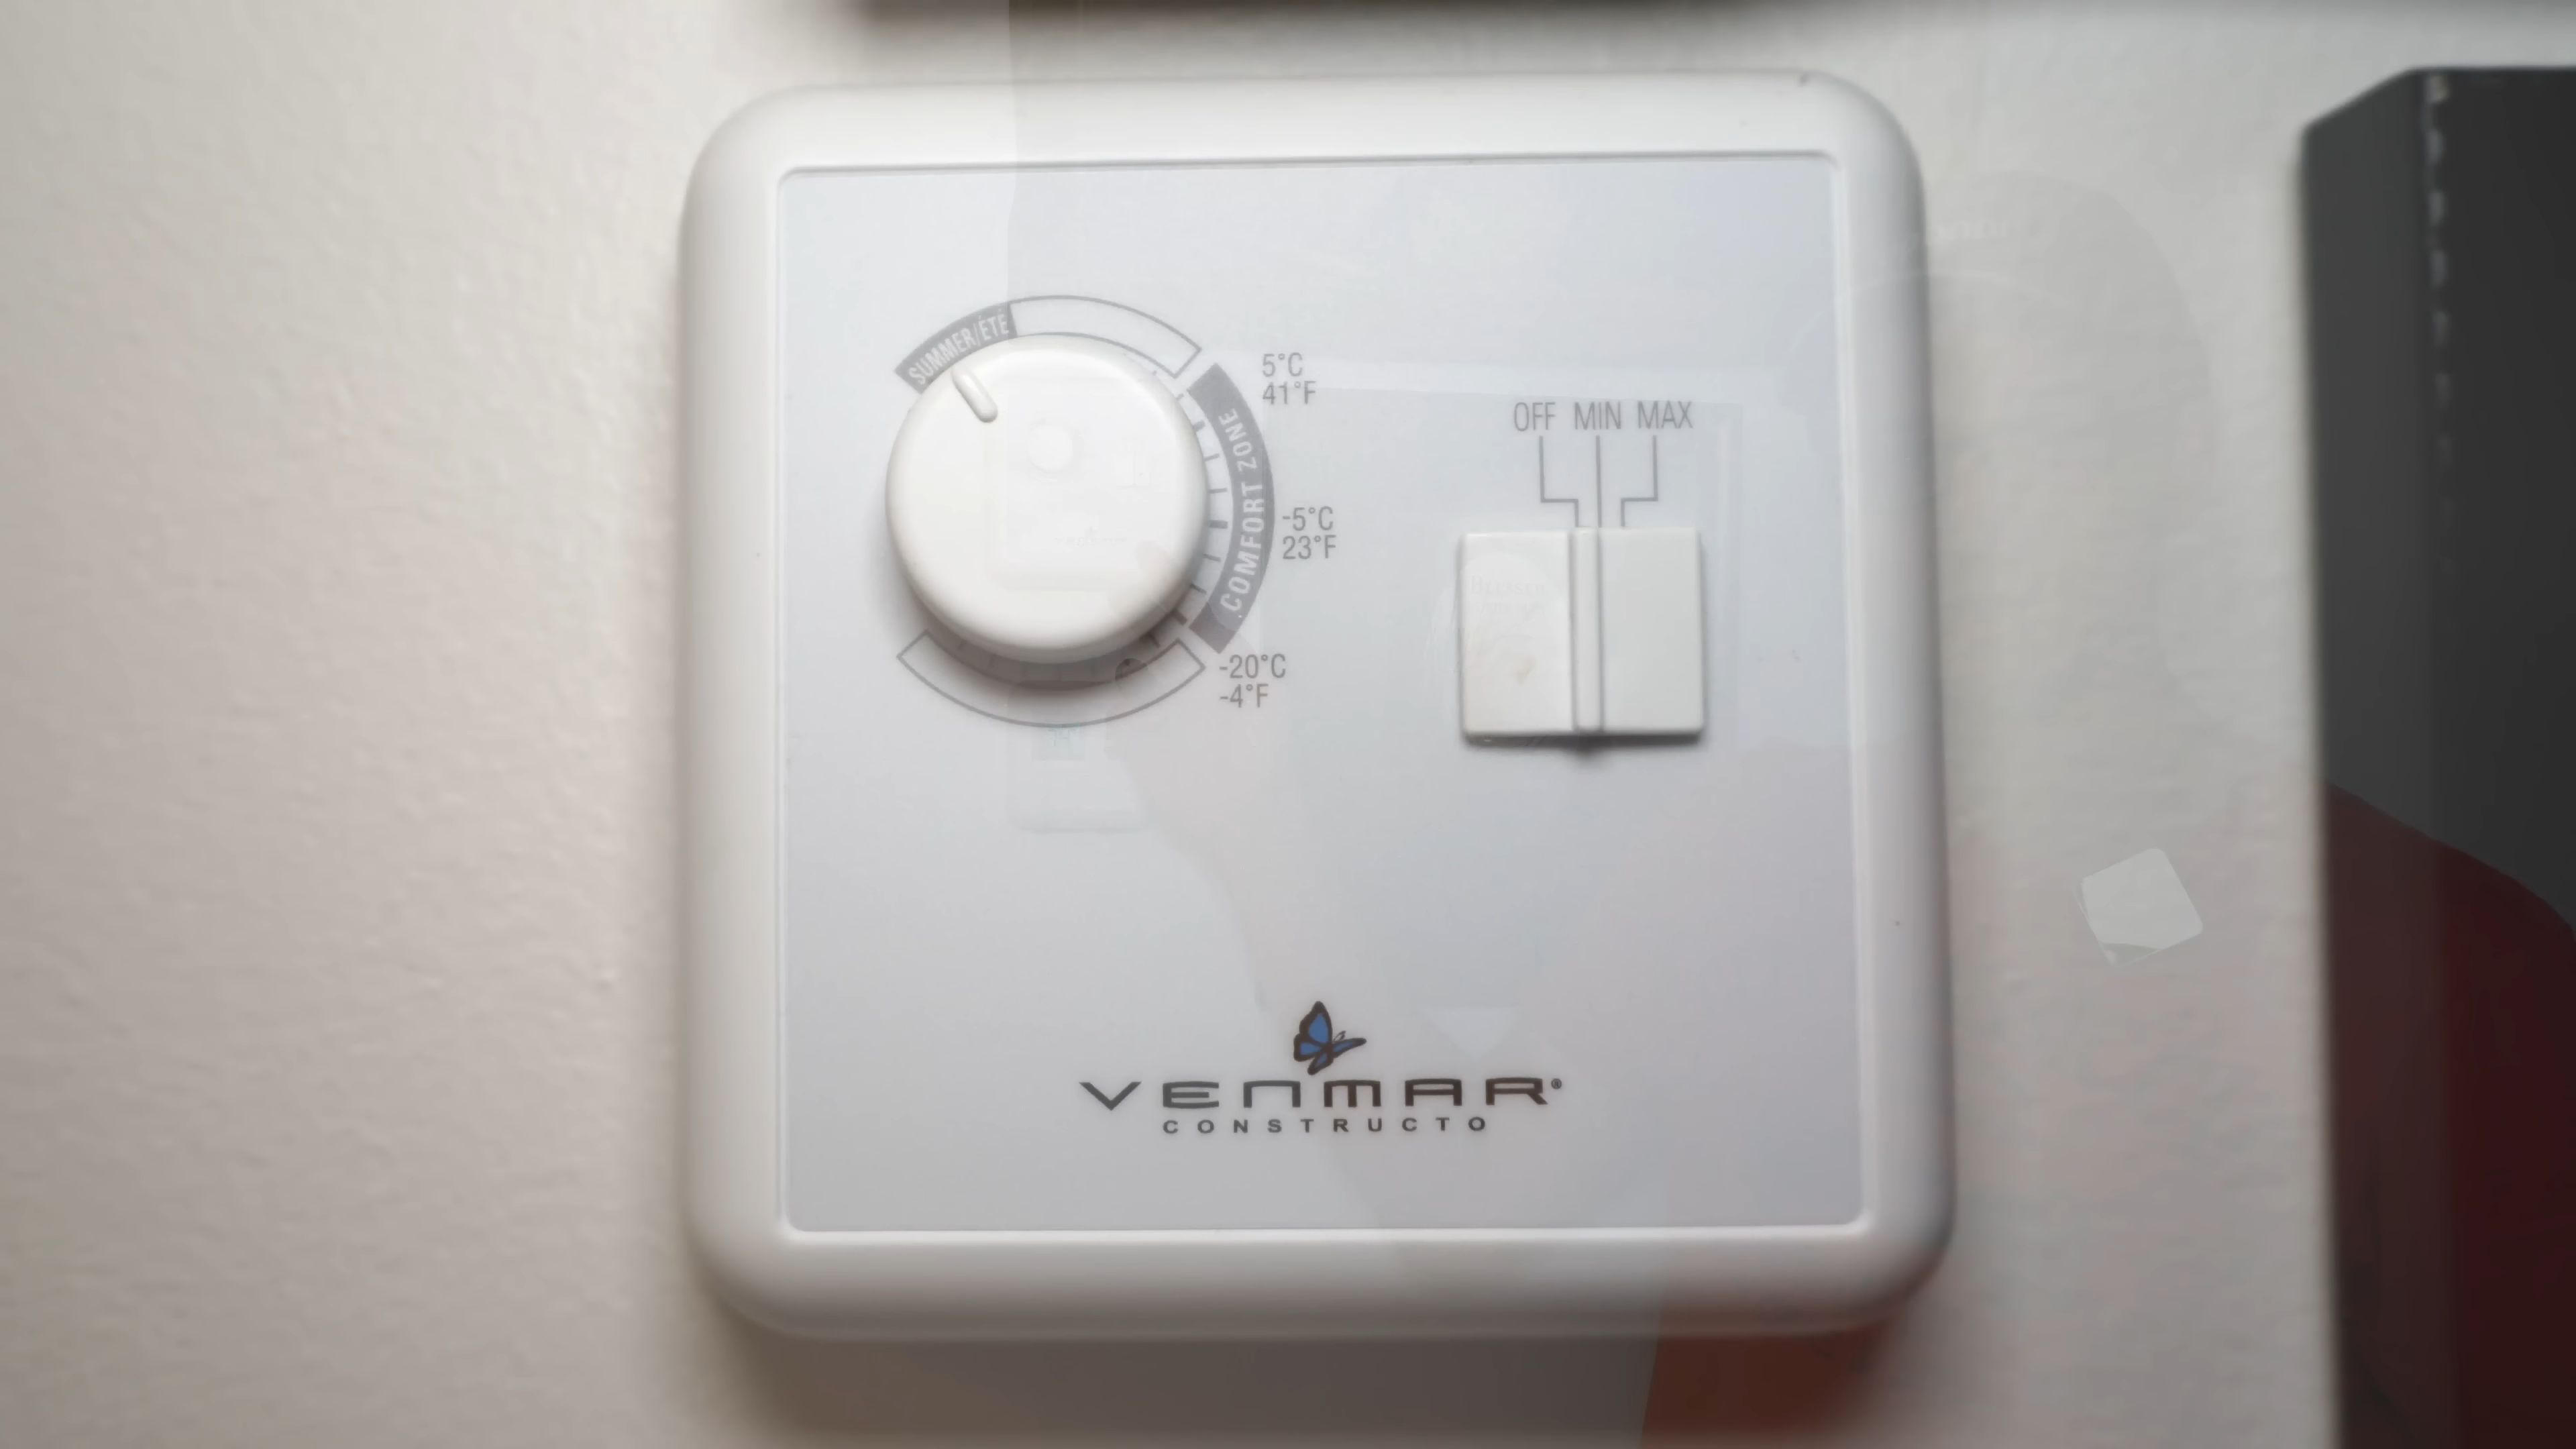 SUMMER/ÉTÉ
5°C
41°F
COMFORT ZONE
-5°C
23°F
-20°C
-4°F
OFF MIN MAX
VENMAR®
CONSTRUCTO